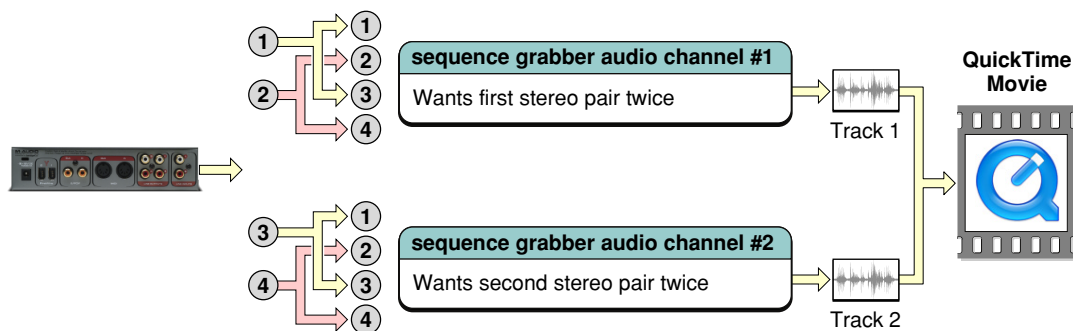 1
2
1
2
3
4
sequence grabber audio channel #1
Wants first stereo pair twice
Track 1
QuickTime
Movie
3
4
1
2
3
4
sequence grabber audio channel #2
Wants second stereo pair twice
Track 2